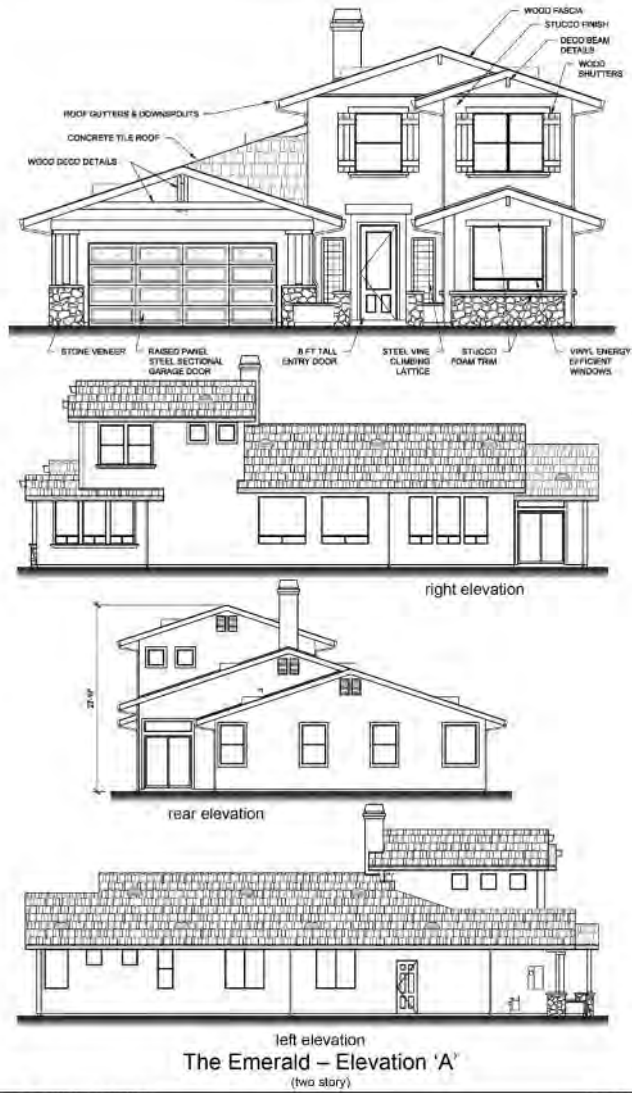 WOOD FASCIA
STUCCO FINISH
DECO BEAM
DETAILS
WOOD
SHUTTERS
ROOF GUTTERS & DOWNSPOUTS
CONCRETE TILE ROOF
WOOD DECO DETAILS
STONE VENEER
RAISED PANEL
STEEL SECTIONAL
GARAGE DOOR
8 FT TALL
ENTRY DOOR
STEEL VINE
CLIMBING
LATTICE
STUCCO
FOAM TRIM
VINYL ENERGY
EFFICIENT
WINDOWS
right elevation
rear elevation
left elevation
The Emerald – Elevation 'A'
(two story)